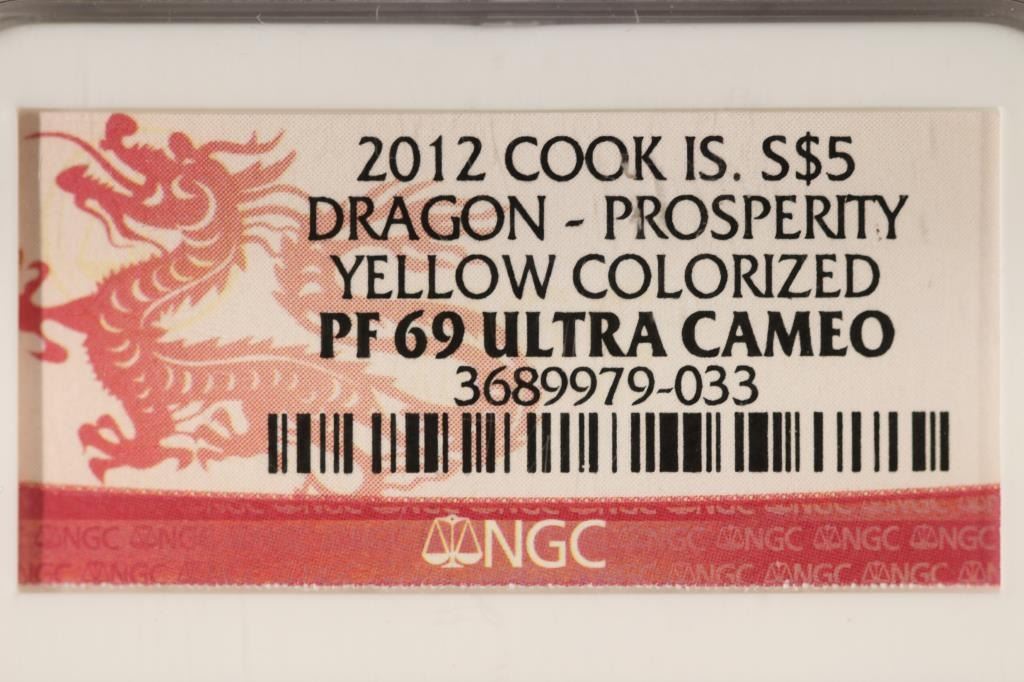 2012 COOK IS. S$5
DRAGON - PROSPERITY
YELLOW COLORIZED
PF 69 ULTRA CAMEO
3689979-033
NGC